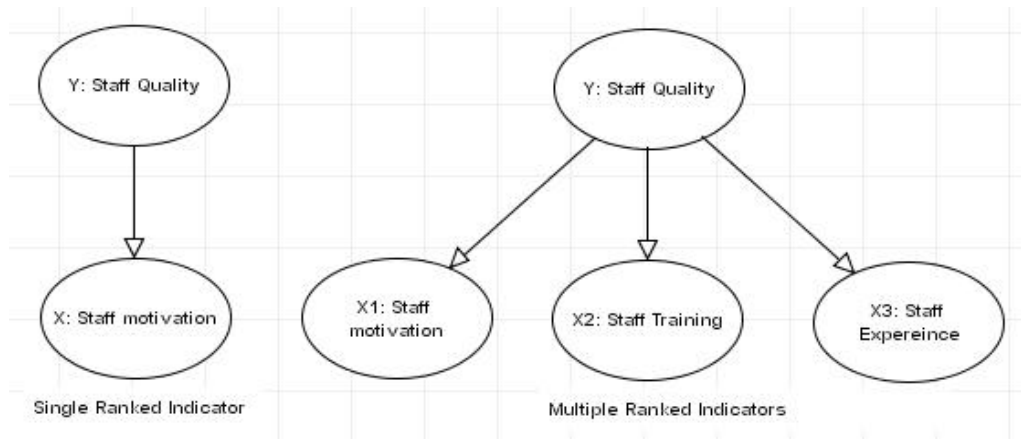 Y: Staff Quality
X: Staff motivation
Single Ranked Indicator
Y: Staff Quality
X1: Staff
motivation
X2: Staff Training
X3: Staff
Expereince
Multiple Ranked Indicators